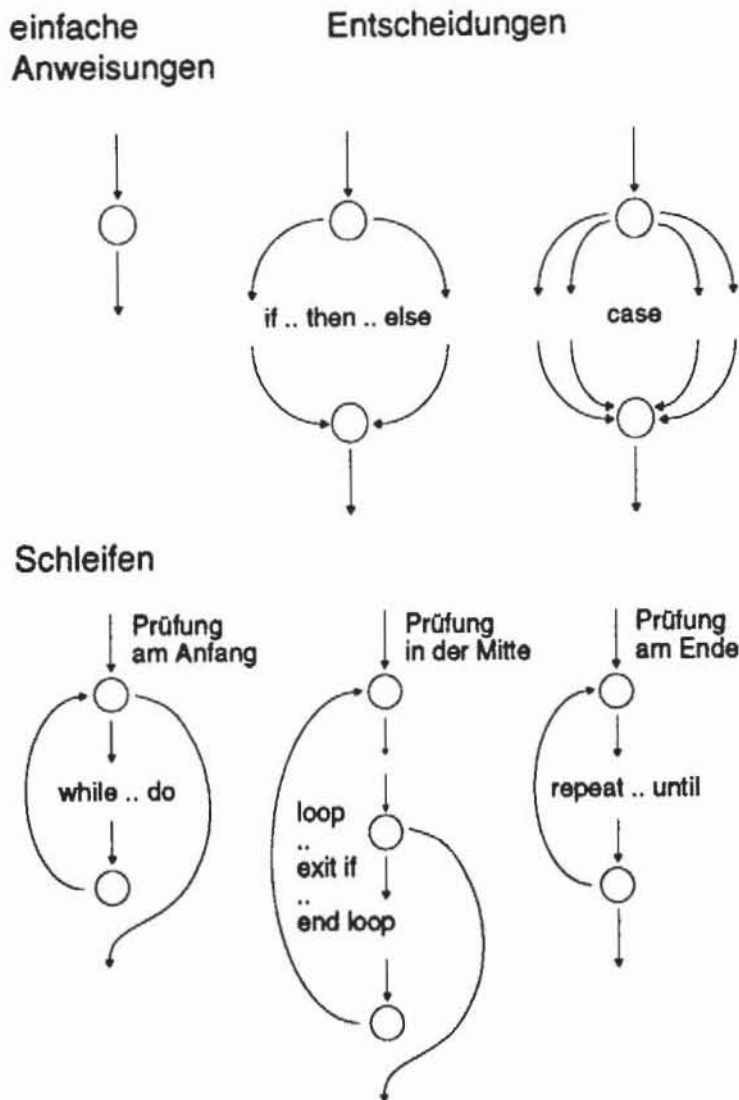 einfache
Anweisungen
Entscheidungen
if .. then .. else
case
Schleifen
Prüfung
am Anfang
while .. do
Prüfung
in der Mitte
loop
..
exit if
..
end loop
Prüfung
am Ende
repeat .. until